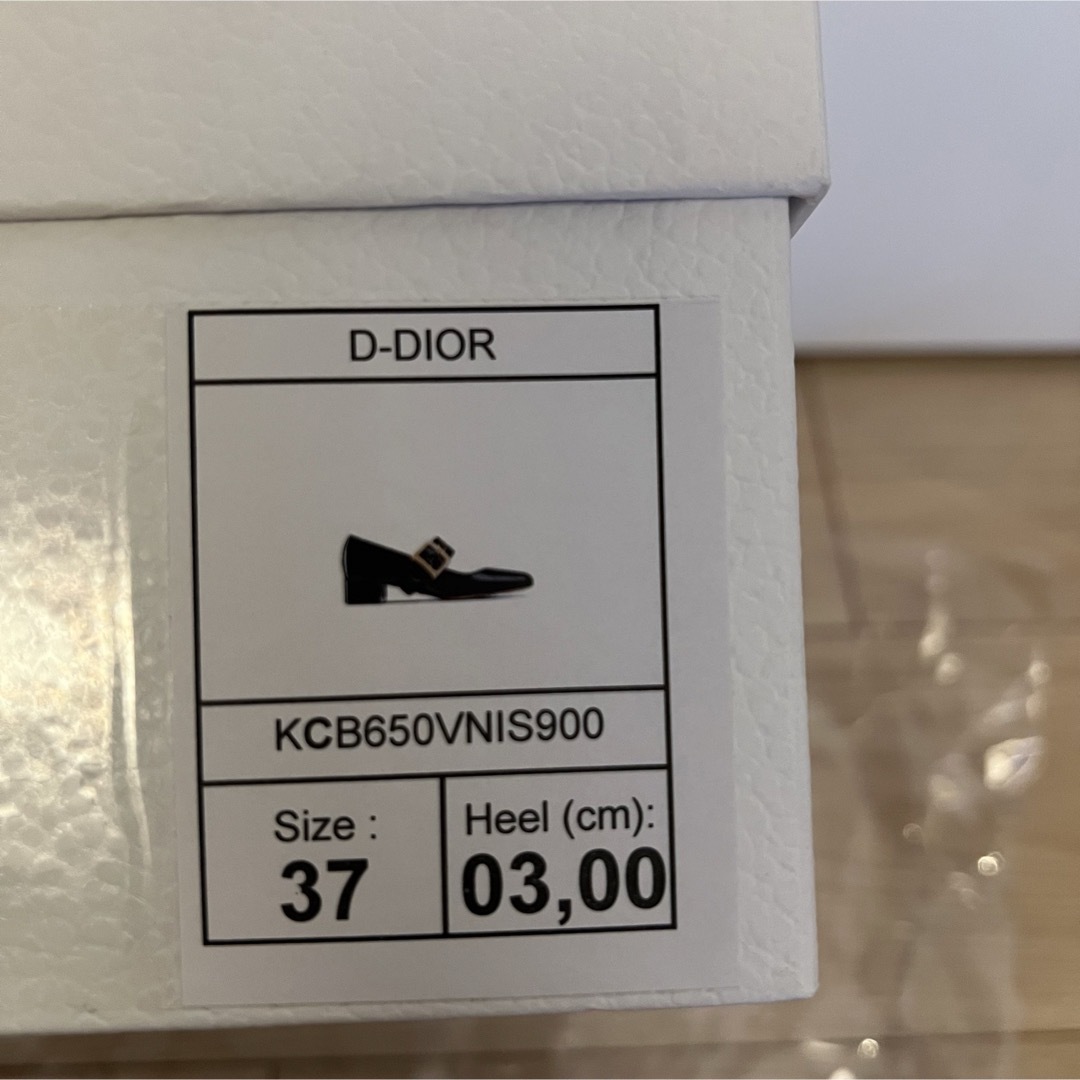 D-DIOR
KCB650VNIS900
Size :
37
Heel (cm):
03,00